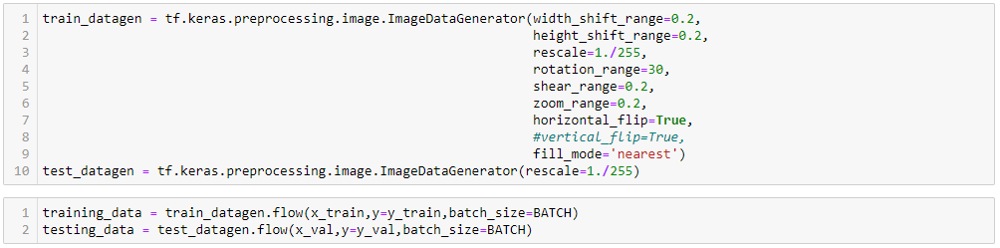 1 train_datagen = tf.keras.preprocessing.image.ImageDataGenerator(width_shift_range=0.2,
2 height_shift_range=0.2,
3 rescale=1./255,
4 rotation_range=30,
5 shear_range=0.2,
6 zoom_range=0.2,
7 horizontal_flip=True,
8 #vertical_flip=True,
9 fill_mode='nearest')
10 test_datagen = tf.keras.preprocessing.image.ImageDataGenerator(rescale=1./255)
1 training_data = train_datagen.flow(x_train,y=y_train,batch_size=BATCH)
2 testing_data = test_datagen.flow(x_val,y=y_val,batch_size=BATCH)